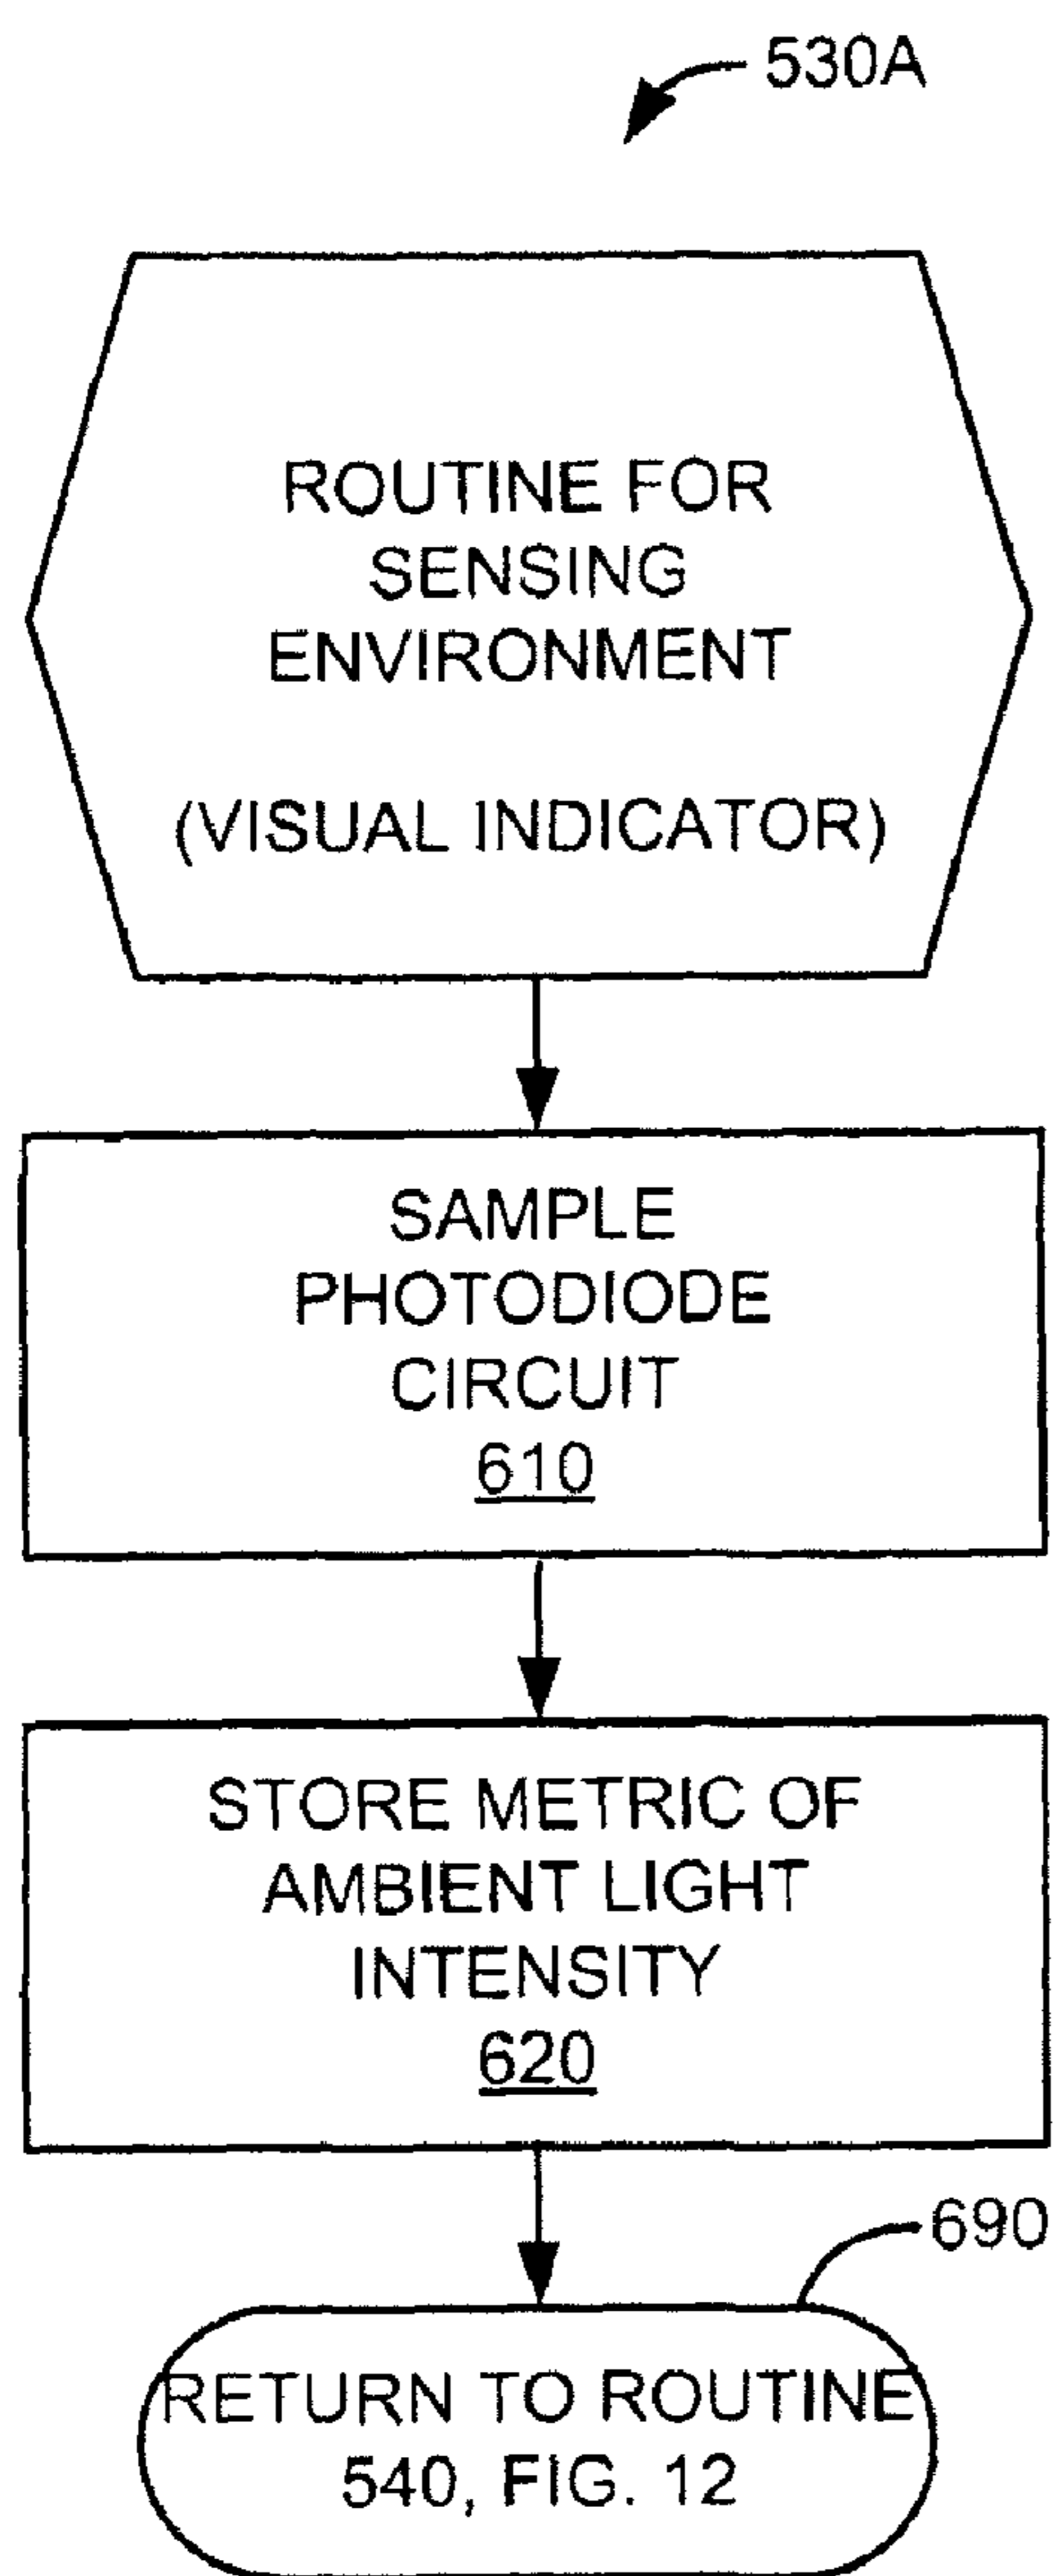 530A
ROUTINE FOR
SENSING
ENVIRONMENT
(VISUAL INDICATOR)
SAMPLE
PHOTODIODE
CIRCUIT
610
STORE METRIC OF
AMBIENT LIGHT
INTENSITY
620
690
RETURN TO ROUTINE
540, FIG. 12